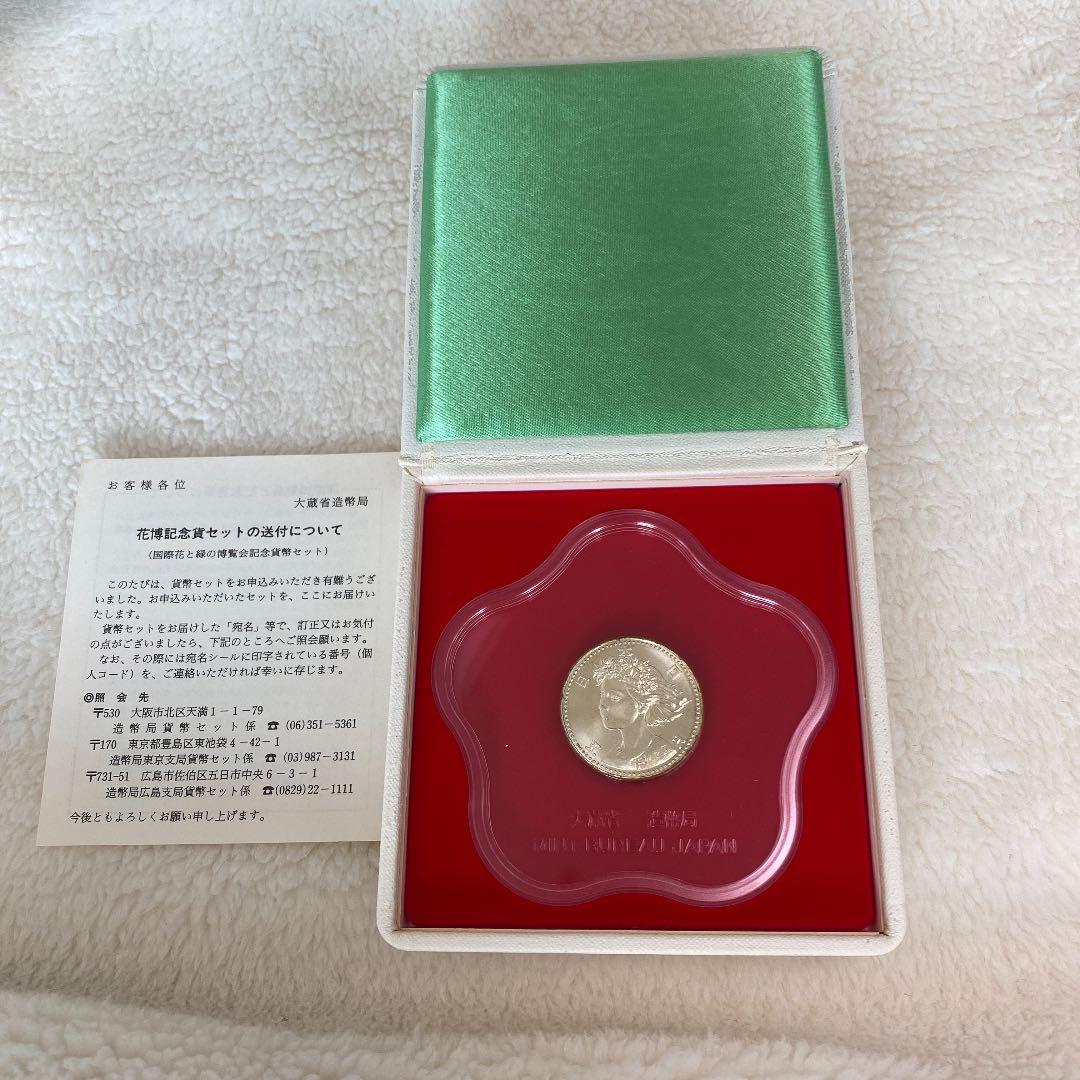 お客様各位
大蔵省造幣局
花博記念貨セットの送付について
(国際花と緑の博覧会記念貨幣セット)
このたびは、貨幣セットをお申込みいただき有難うござ
いました。お申込みいただいたセットを、ここにお届けい
たします。
貨幣セットをお届けした「宛名」等で、訂正又はお気付
の点がございましたら、下記のところへご照会願います。
なお、その際には宛名シールに印字されている番号(個
人コード)を、ご連絡いただければ幸いに存じます。
◎照 会 先
〒530 大阪市北区天満1-1-79
造幣局貨幣セット係 ☎(06)351-5361
〒170 東京都豊島区東池袋4-42-1
造幣局東京支局貨幣セット係 ☎(03)987-3131
〒731-51 広島市佐伯区五日市中央6-3-1
造幣局広島支局貨幣セット係 ☎(0829)22-1111
今後ともよろしくお願い申し上げます。
日本国
大蔵省 造幣局
MINT BUREAU JAPAN